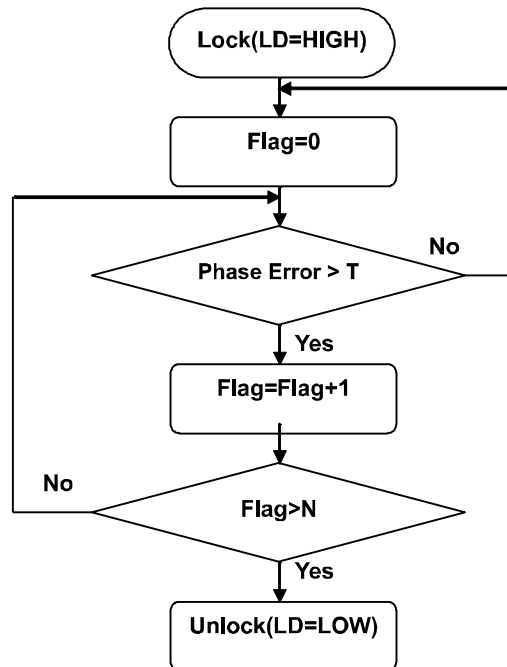 Lock(LD=HIGH)
Flag=0
No
Phase Error > T
Yes
Flag=Flag+1
No
Flag>N
Yes
Unlock(LD=LOW)